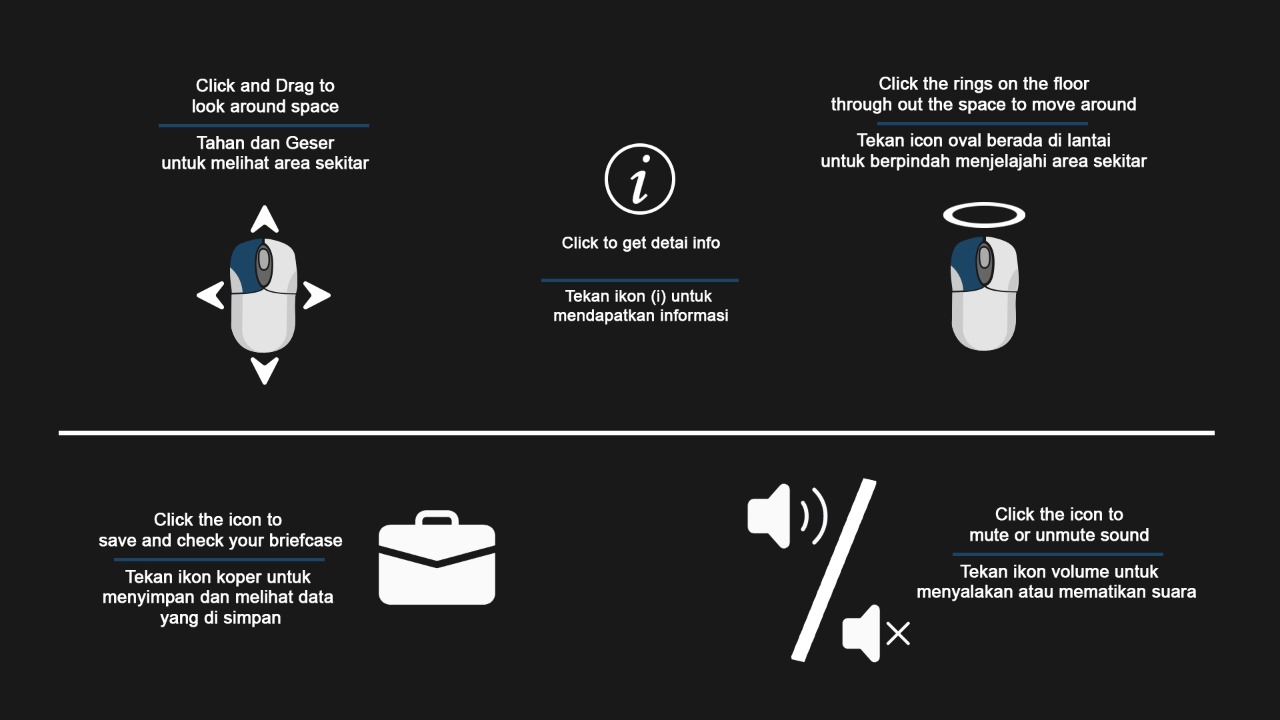 Click and Drag to
look around space
Tahan dan Geser
untuk melihat area sekitar
i
Click to get detai info
Tekan ikon (i) untuk
mendapatkan informasi
Click the rings on the floor
through out the space to move around
Tekan icon oval berada di lantai
untuk berpindah menjelajahi area sekitar
Click the icon to
save and check your briefcase
Tekan ikon koper untuk
menyimpan dan melihat data
yang di simpan
Click the icon to
mute or unmute sound
Tekan ikon volume untuk
menyalakan atau mematikan suara